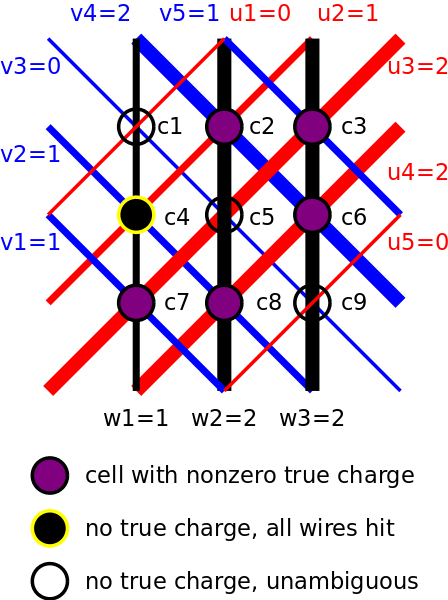 v4=2 v5=1 u1=0 u2=1
v3=0 u3=2
v2=1 c1 c2 c3
u4=2
v1=1 c4 c5 c6 u5=0
c7 c8 c9
w1=1 w2=2 w3=2
cell with nonzero true charge
no true charge, all wires hit
no true charge, unambiguous